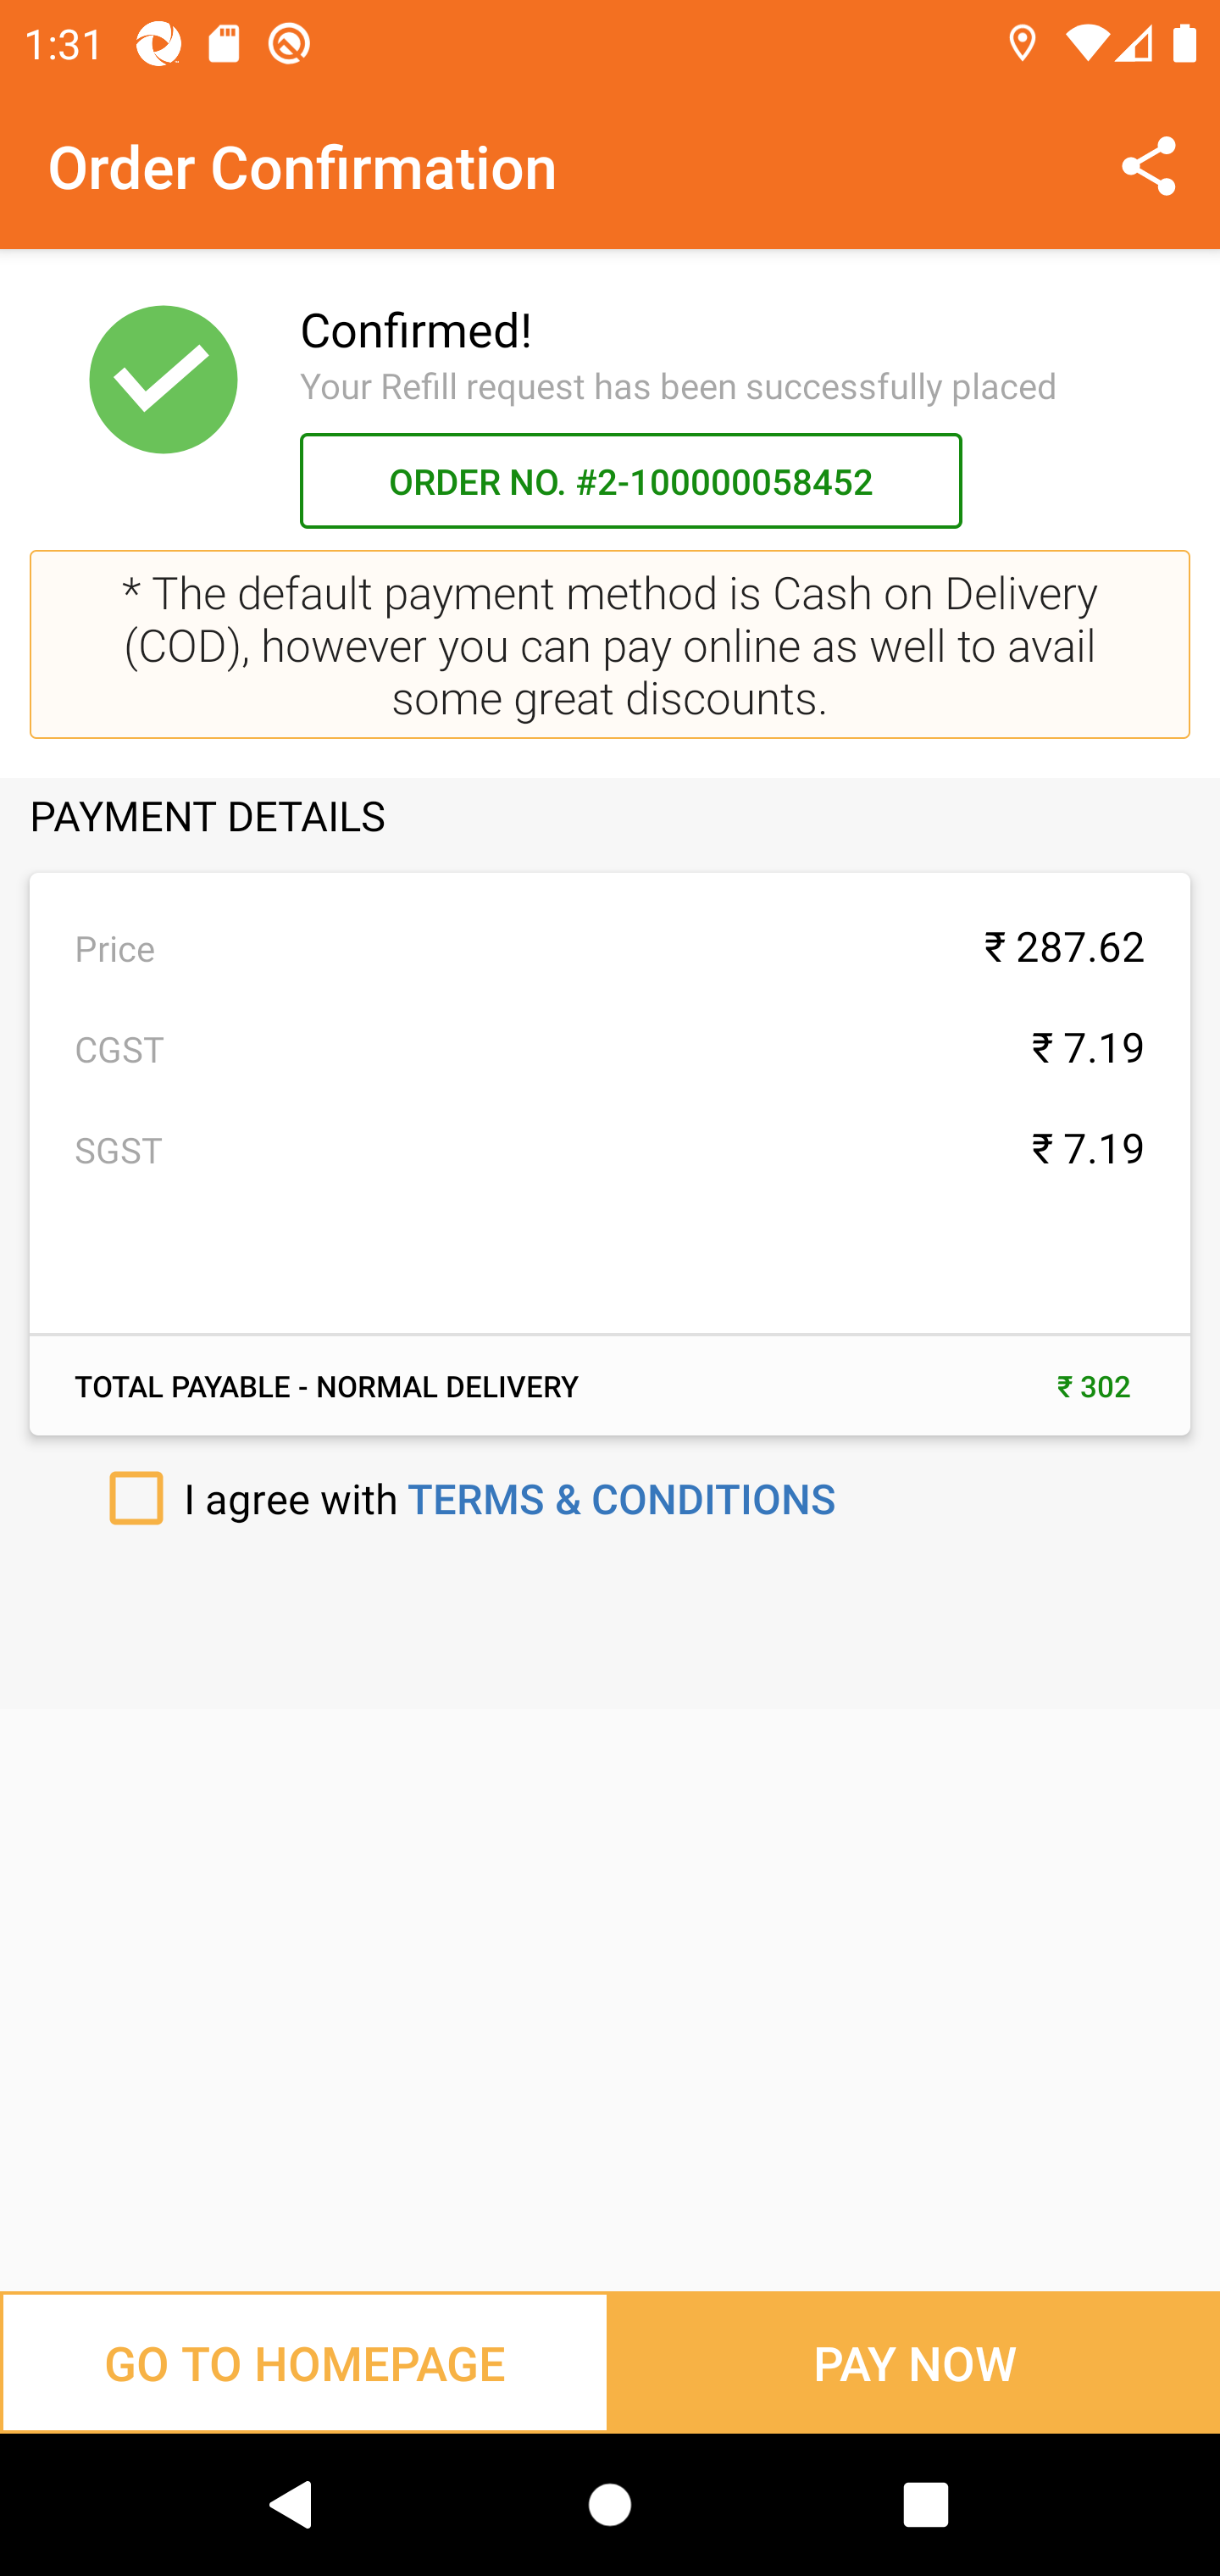 1:31
Order Confirmation
Confirmed!
Your Refill request has been successfully placed
ORDER NO. #2-100000058452
* The default payment method is Cash on Delivery
(COD), however you can pay online as well to avail
some great discounts.
PAYMENT DETAILS
Price ₹ 287.62
CGST ₹ 7.19
SGST ₹ 7.19
TOTAL PAYABLE - NORMAL DELIVERY ₹ 302
I agree with TERMS & CONDITIONS
GO TO HOMEPAGE PAY NOW